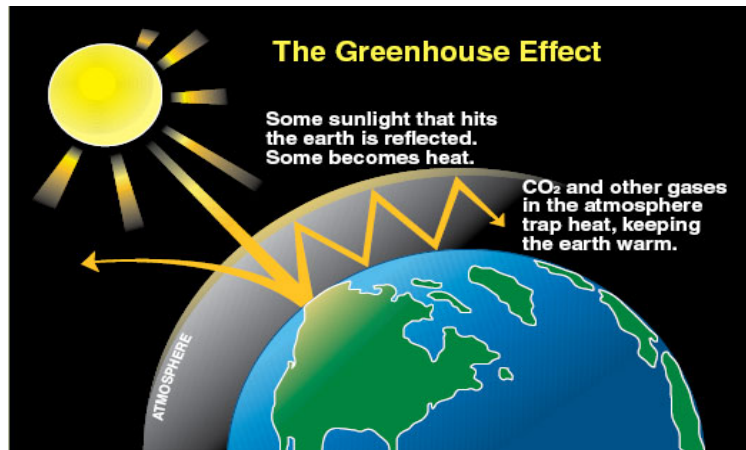 The Greenhouse Effect
Some sunlight that hits
the earth is reflected.
Some becomes heat.
CO₂ and other gases
in the atmosphere
trap heat, keeping
the earth warm.
ATMOSPHERE